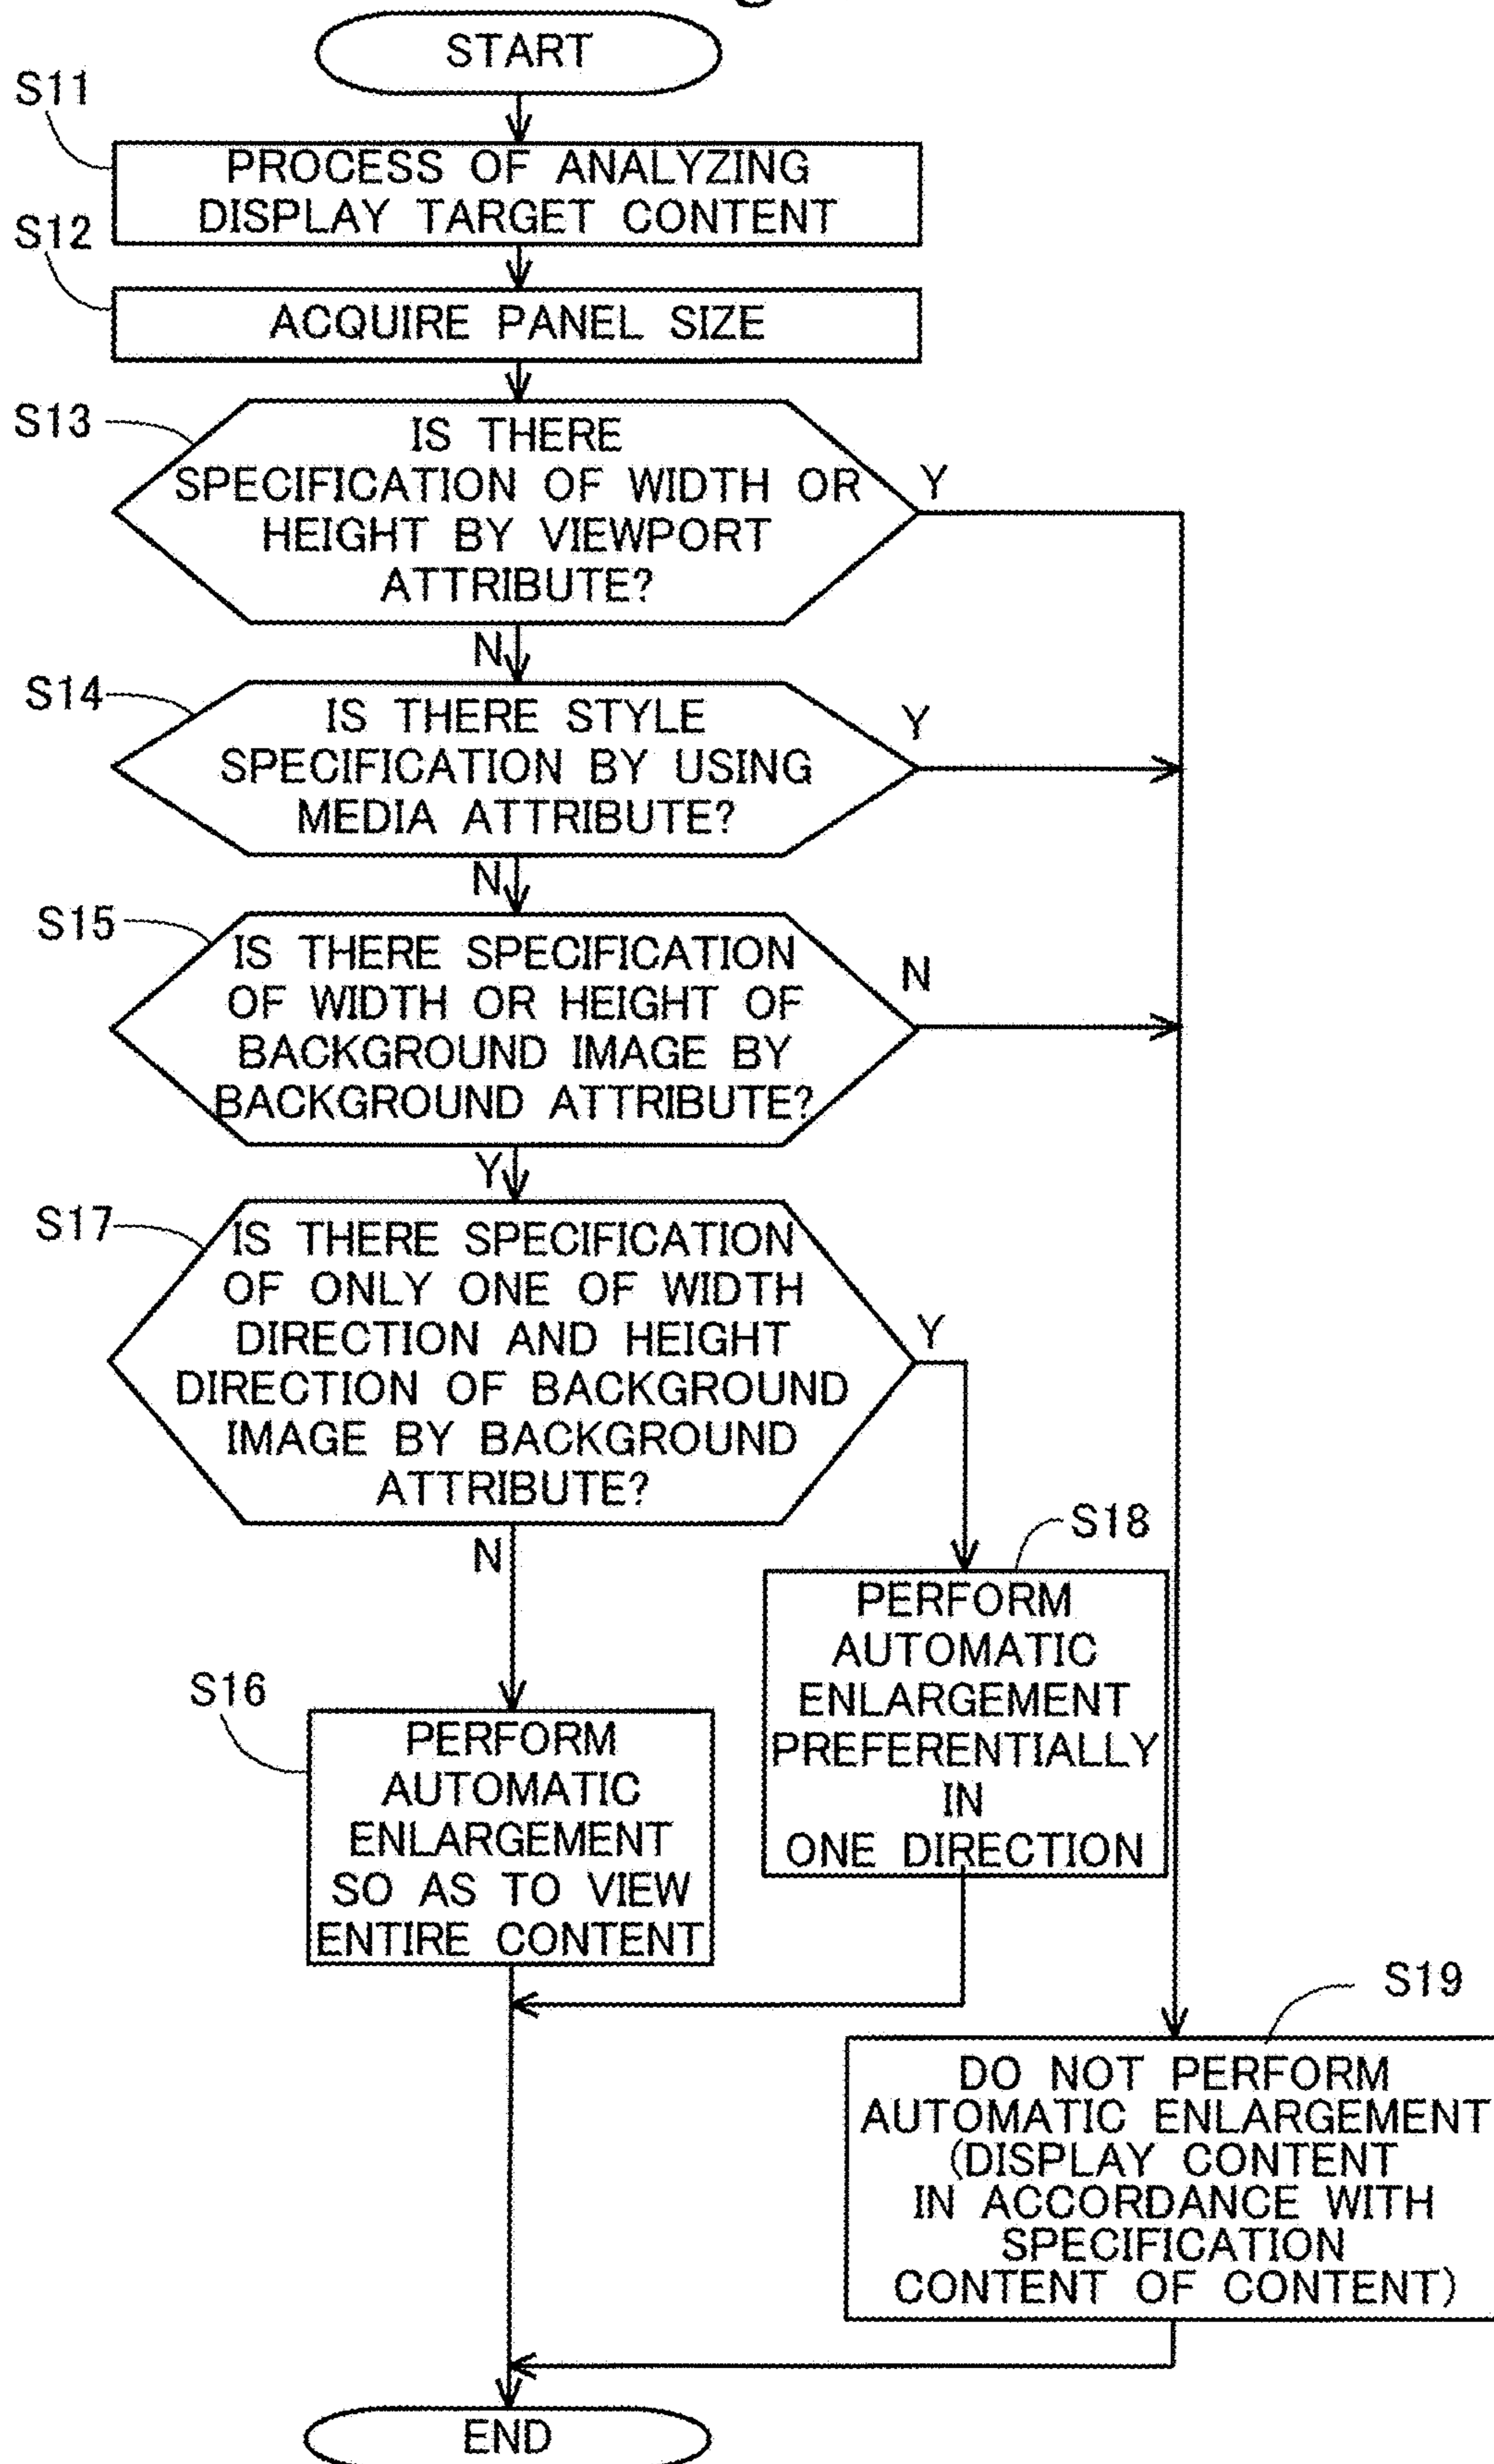 START
S11
PROCESS OF ANALYZING
DISPLAY TARGET CONTENT
S12
ACQUIRE PANEL SIZE
S13
IS THERE
SPECIFICATION OF WIDTH OR
HEIGHT BY VIEWPORT
ATTRIBUTE?
Y
N
S14
IS THERE STYLE
SPECIFICATION BY USING
MEDIA ATTRIBUTE?
Y
N
S15
IS THERE SPECIFICATION
OF WIDTH OR HEIGHT OF
BACKGROUND IMAGE BY
BACKGROUND ATTRIBUTE?
N
Y
S17
IS THERE SPECIFICATION
OF ONLY ONE OF WIDTH
DIRECTION AND HEIGHT
DIRECTION OF BACKGROUND
IMAGE BY BACKGROUND
ATTRIBUTE?
Y
N
S18
PERFORM
AUTOMATIC
ENLARGEMENT
PREFERENTIALLY
IN
ONE DIRECTION
S16
PERFORM
AUTOMATIC
ENLARGEMENT
SO AS TO VIEW
ENTIRE CONTENT
S19
DO NOT PERFORM
AUTOMATIC ENLARGEMENT
(DISPLAY CONTENT
IN ACCORDANCE WITH
SPECIFICATION
CONTENT OF CONTENT)
END